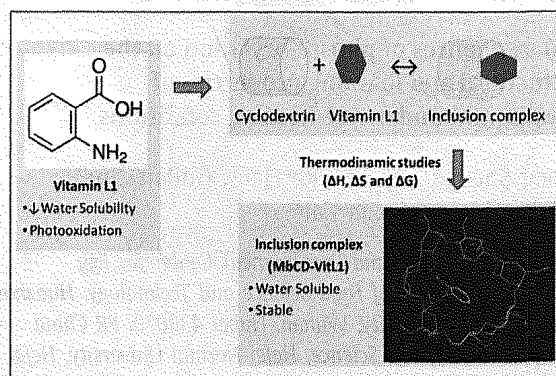 O
OH
NH₂
Vitamin L1
•↓Water Solubility
•Photooxidation
+ ↔
Cyclodextrin Vitamin L1 Inclusion complex
Thermodinamic studies
(ΔH, ΔS and ΔG)
Inclusion complex
(MbCD-VitL1)
• Water Soluble
• Stable